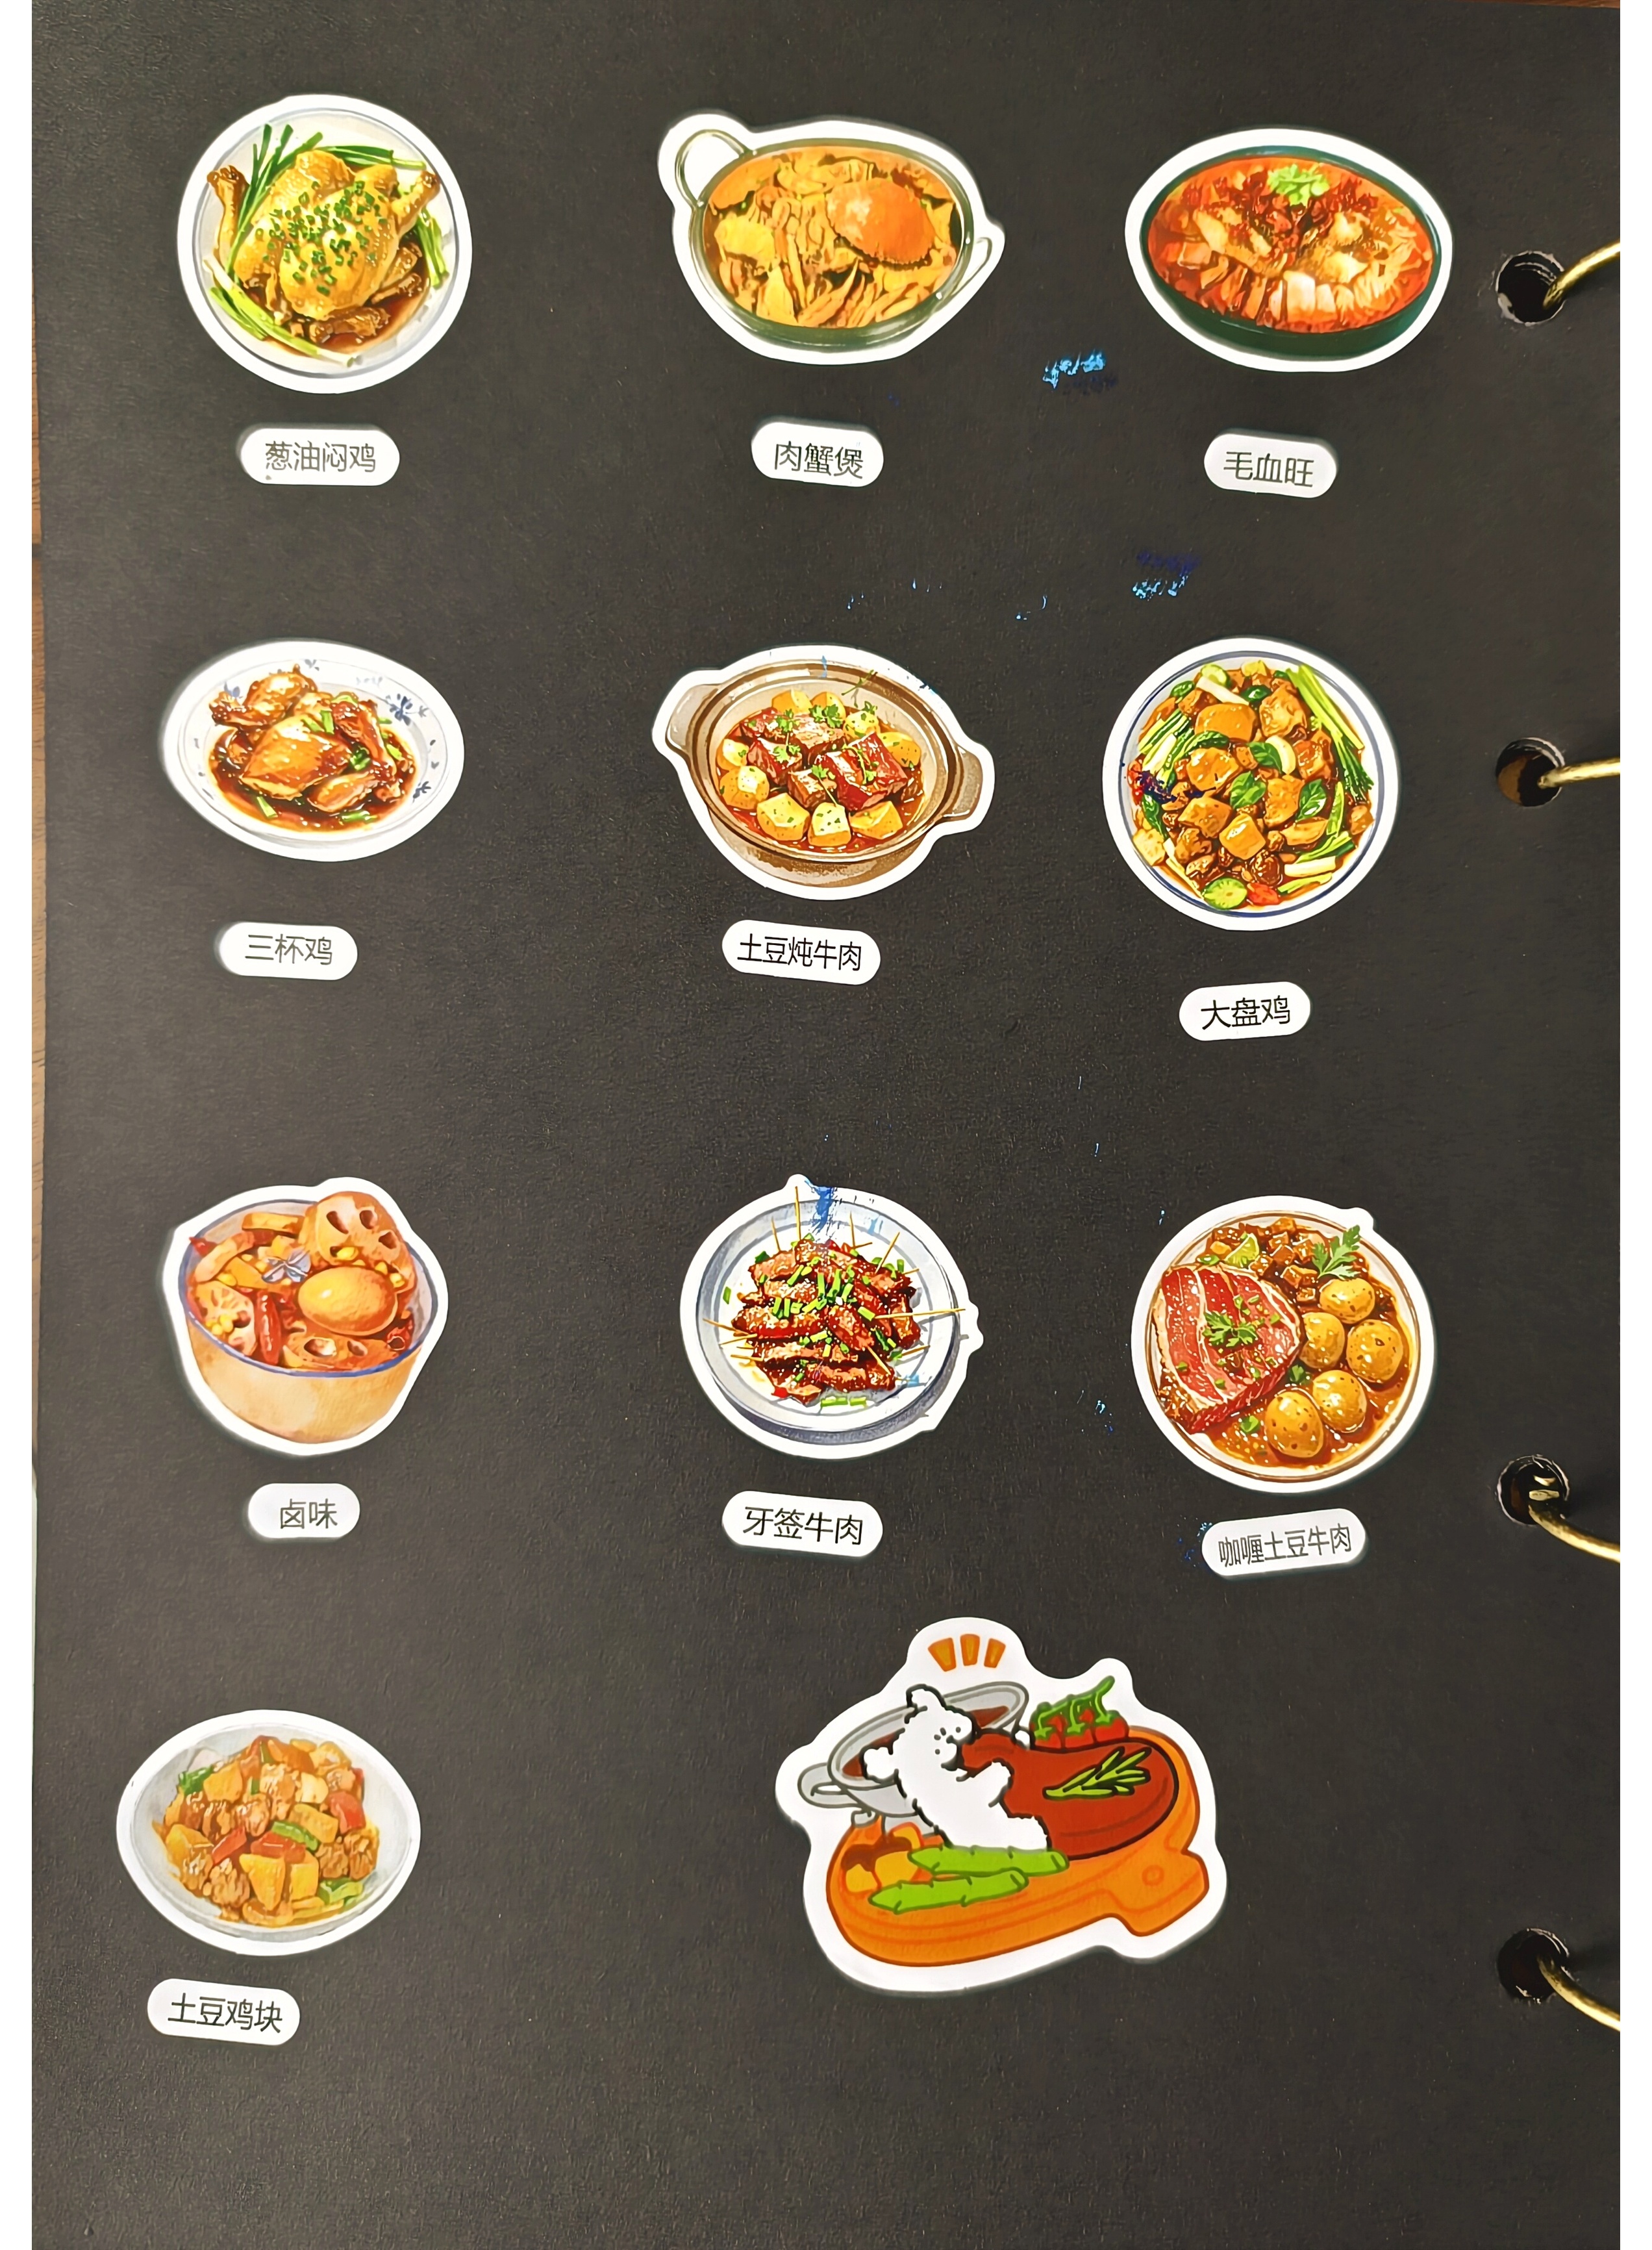 葱油闷鸡
肉蟹煲
毛血旺
三杯鸡
土豆炖牛肉
大盘鸡
卤味
牙签牛肉
咖喱土豆牛肉
土豆鸡块